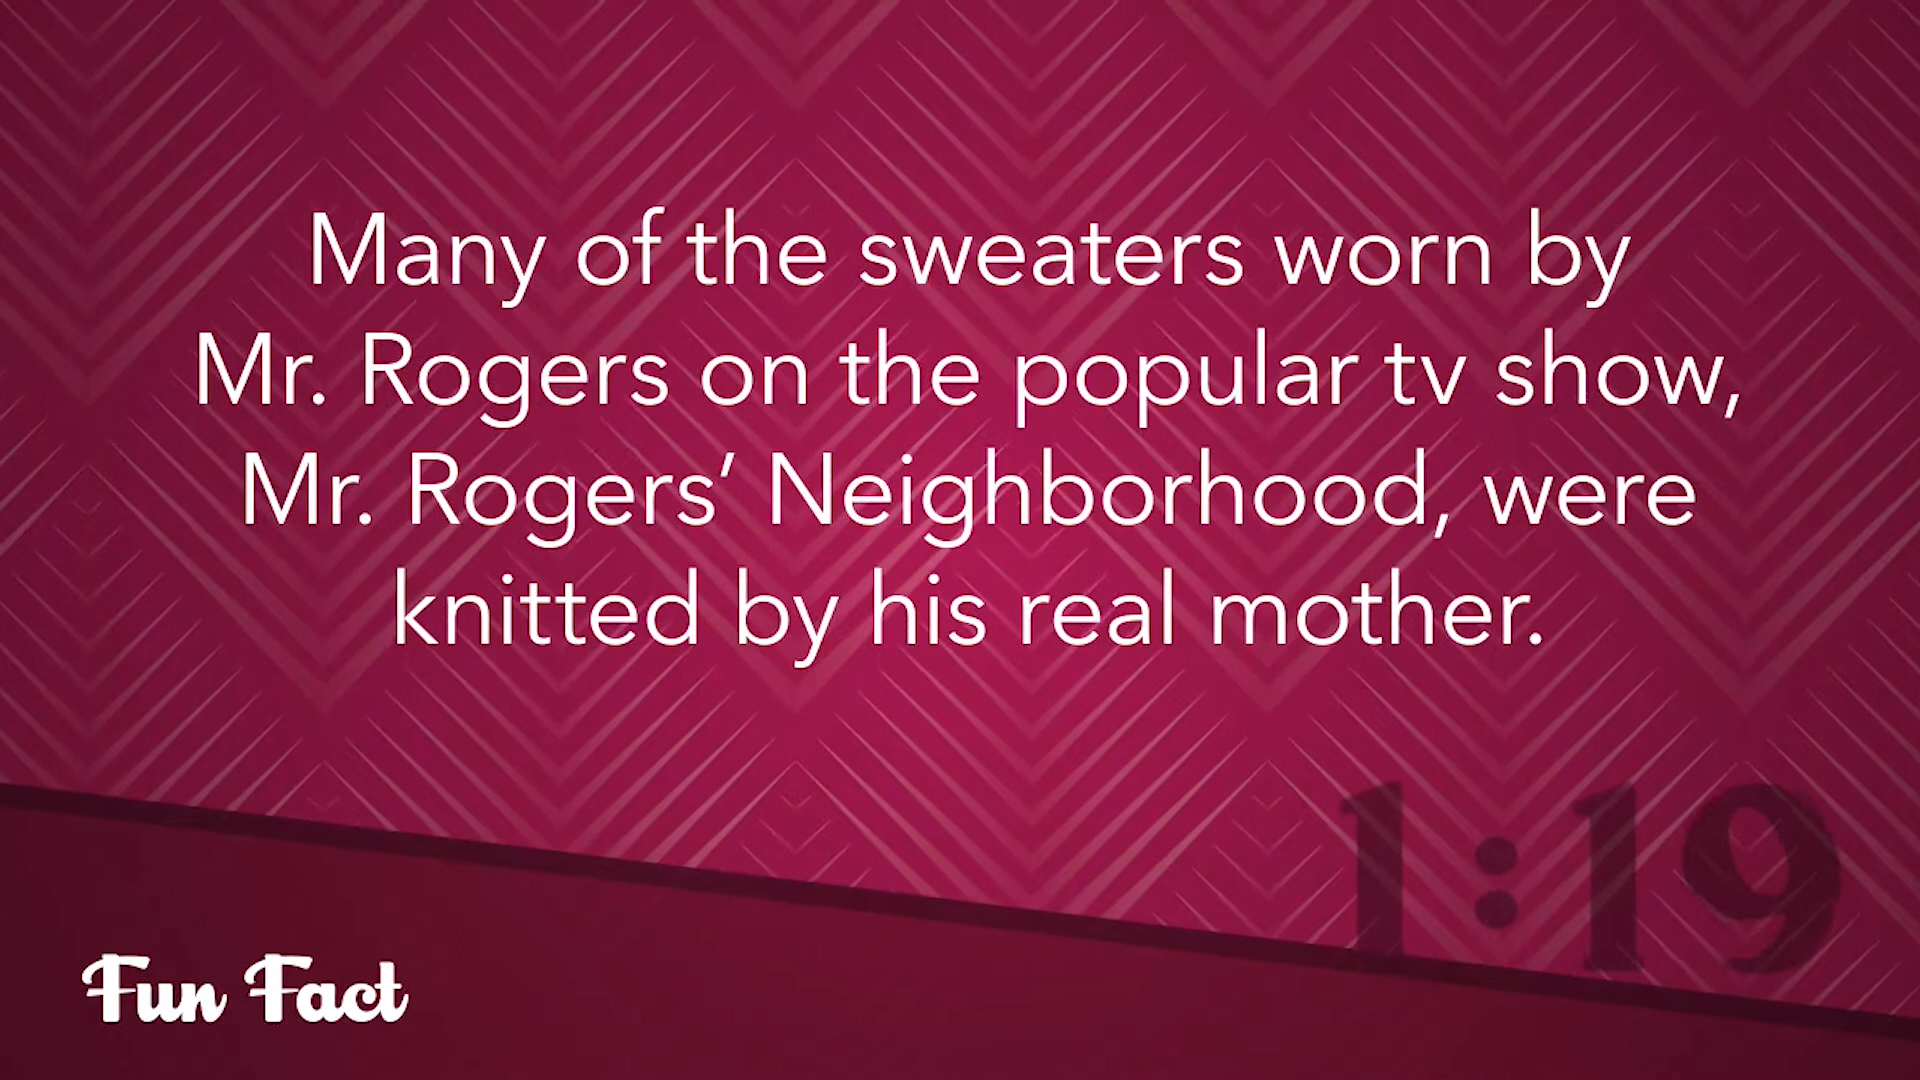 Many of the sweaters worn by
Mr. Rogers on the popular tv show,
Mr. Rogers’ Neighborhood, were
knitted by his real mother.
1:19
Fun Fact